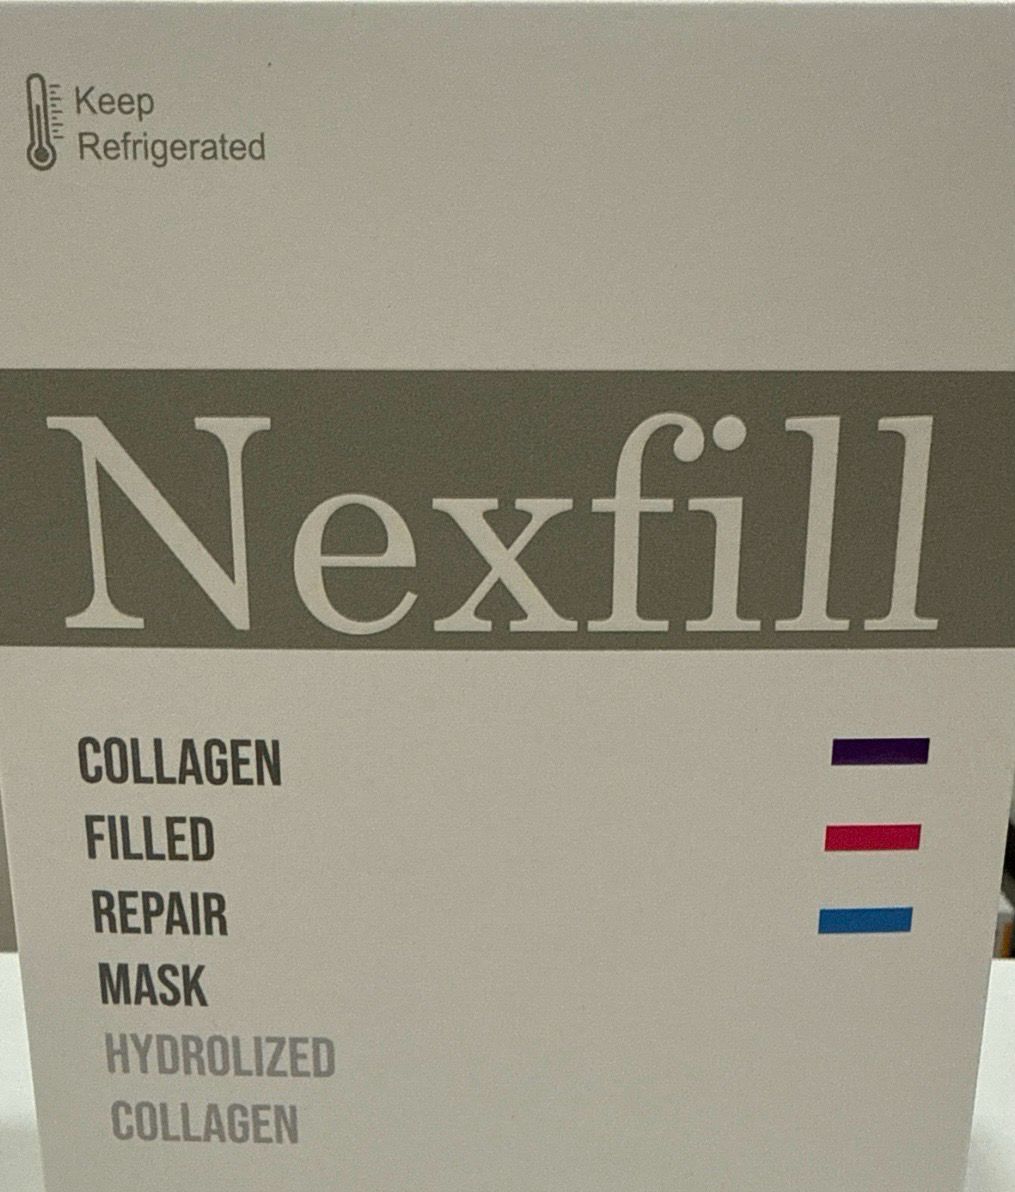 Keep
Refrigerated
Nexfill
COLLAGEN
FILLED
REPAIR
MASK
HYDROLIZED
COLLAGEN